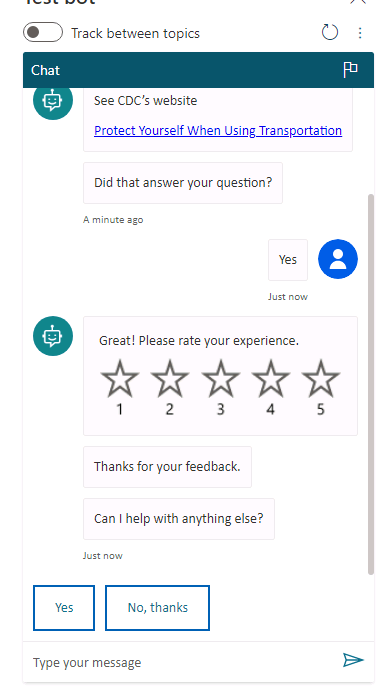 Test bot
Track between topics
Chat
See CDC's website
Protect Yourself When Using Transportation
Did that answer your question?
A minute ago
Yes
Just now
Great! Please rate your experience.
1 2 3 4 5
Thanks for your feedback.
Can I help with anything else?
Just now
Yes No, thanks
Type your message